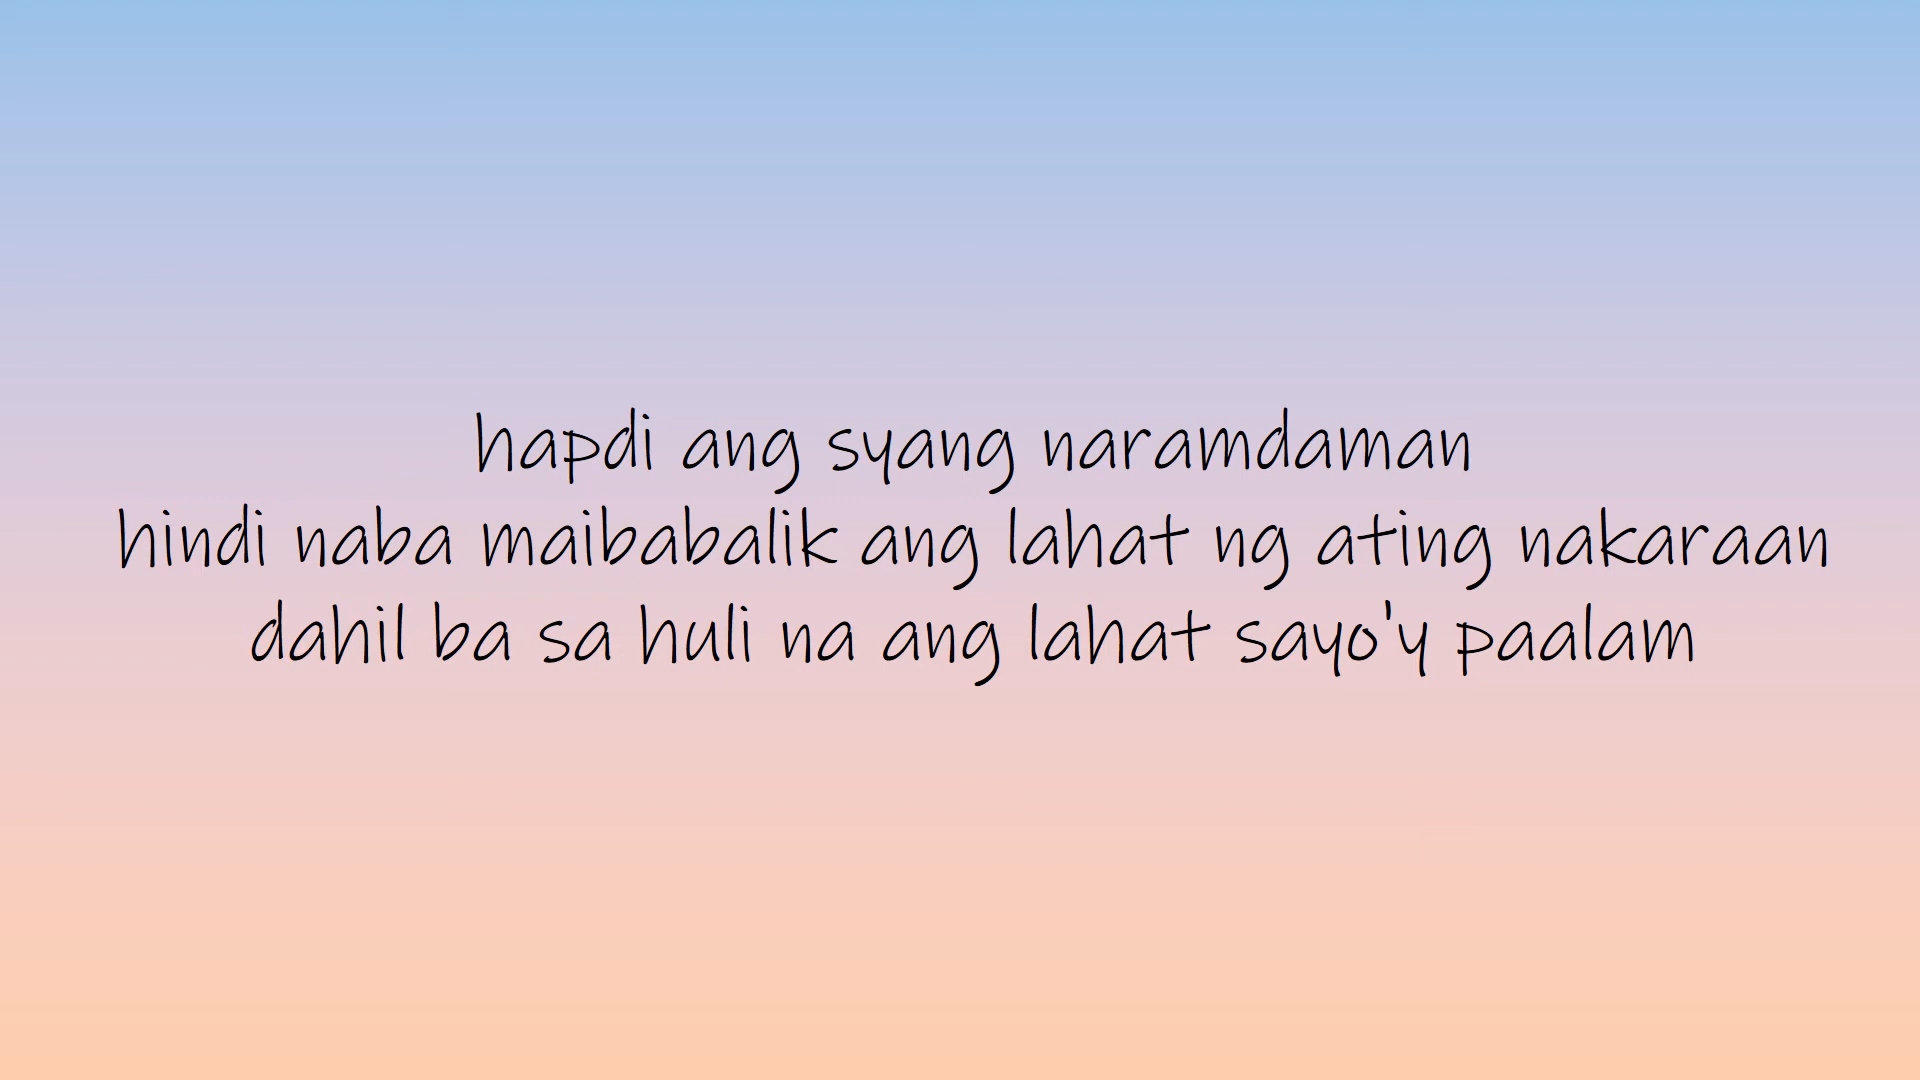 hapdi ang syang naramdaman
hindi naba maibabalik ang lahat ng ating nakaraan
dahil ba sa huli na ang lahat sayo'y paalam